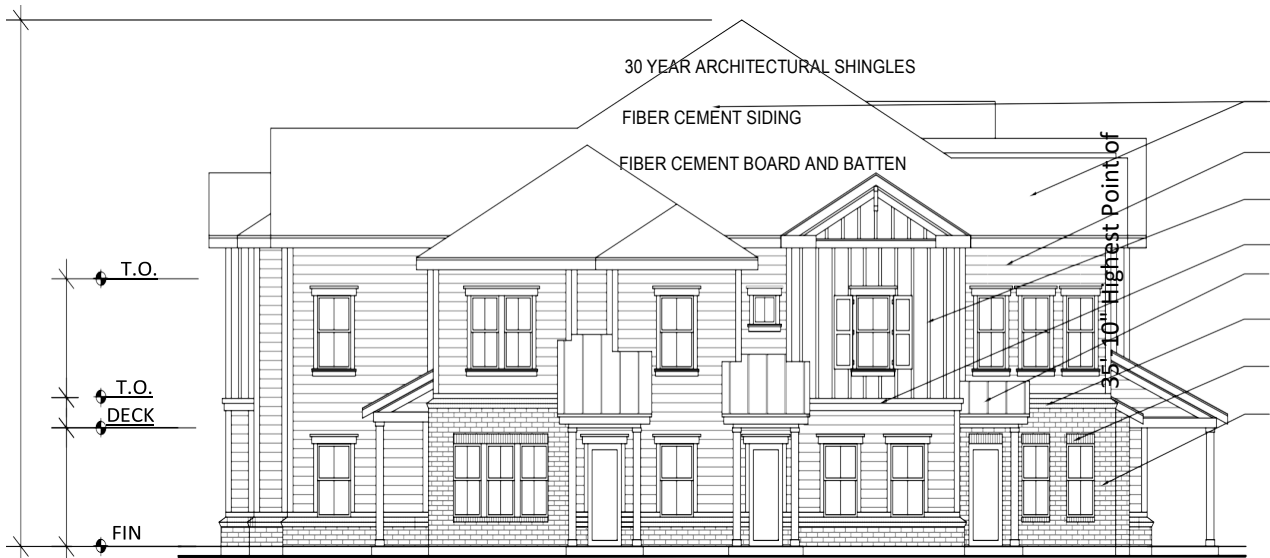 30 YEAR ARCHITECTURAL SHINGLES
FIBER CEMENT SIDING
FIBER CEMENT BOARD AND BATTEN
35'-10" Highest Point of
T.O.
T.O.
DECK
FIN